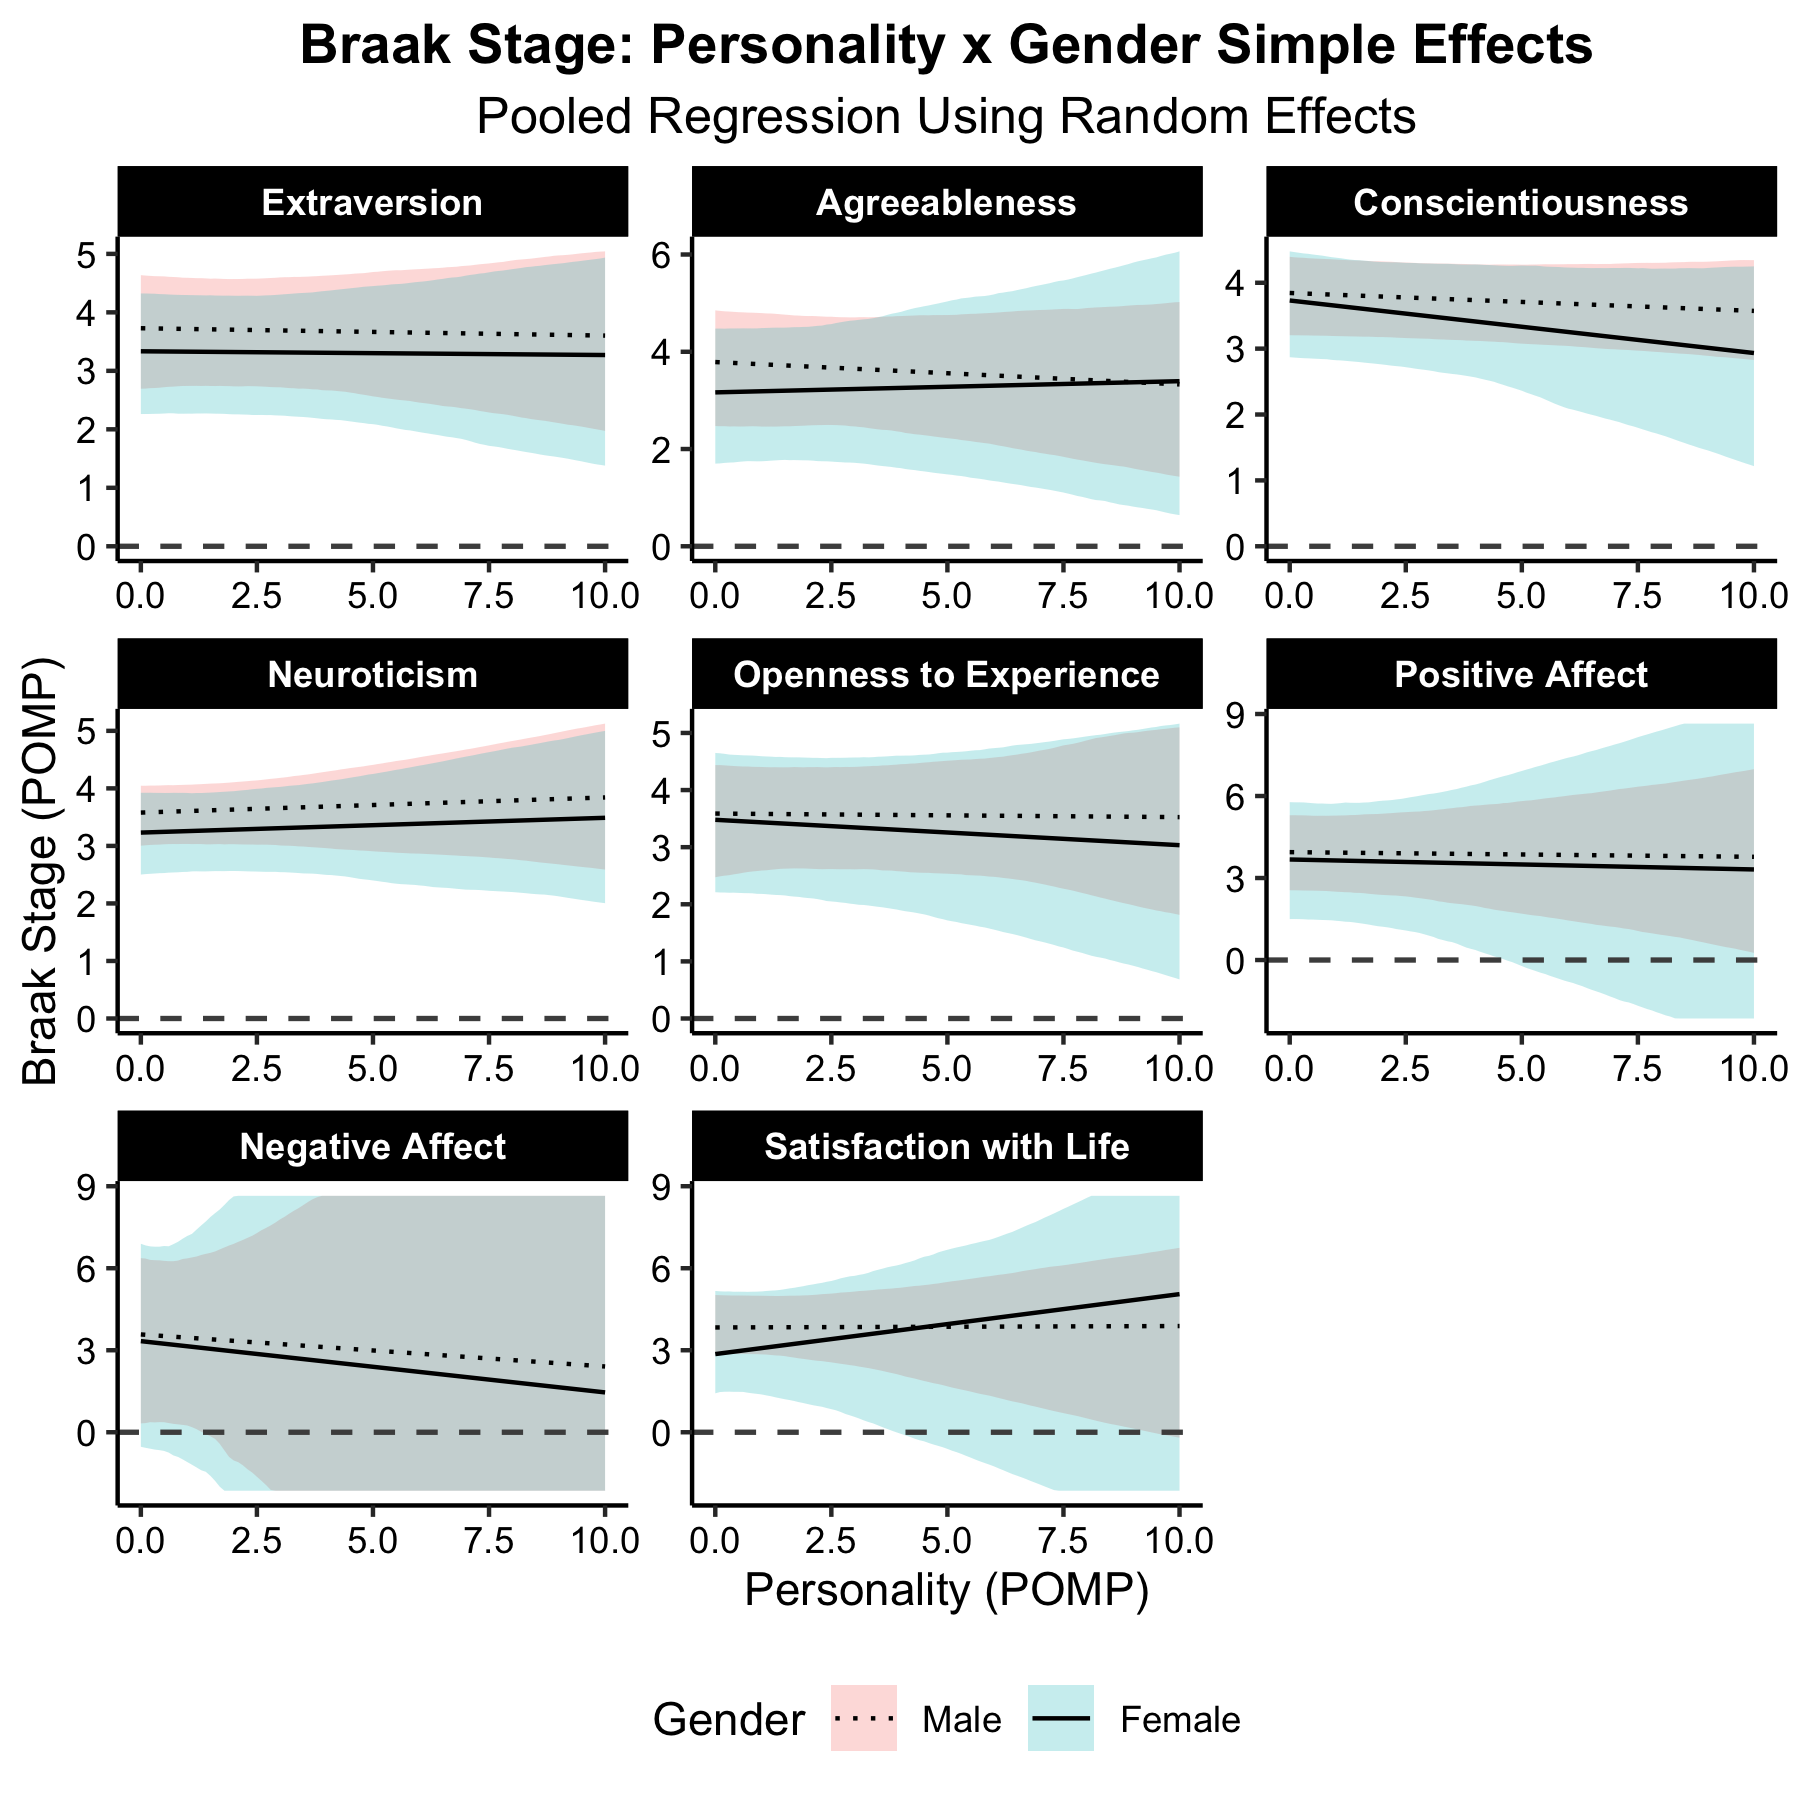 Braak Stage: Personality x Gender Simple Effects
Pooled Regression Using Random Effects
Extraversion
Agreeableness
Conscientiousness
5
4
3
2
1
0
6
4
2
0
4
3
2
1
0
0.0 2.5 5.0 7.5 10.0
0.0 2.5 5.0 7.5 10.0
0.0 2.5 5.0 7.5 10.0
Braak Stage (POMP)
Neuroticism
Openness to Experience
Positive Affect
5
4
3
2
1
0
5
4
3
2
1
0
9
6
3
0
0.0 2.5 5.0 7.5 10.0
0.0 2.5 5.0 7.5 10.0
0.0 2.5 5.0 7.5 10.0
Negative Affect
Satisfaction with Life
9
6
3
0
9
6
3
0
0.0 2.5 5.0 7.5 10.0
0.0 2.5 5.0 7.5 10.0
Personality (POMP)
Gender Male Female